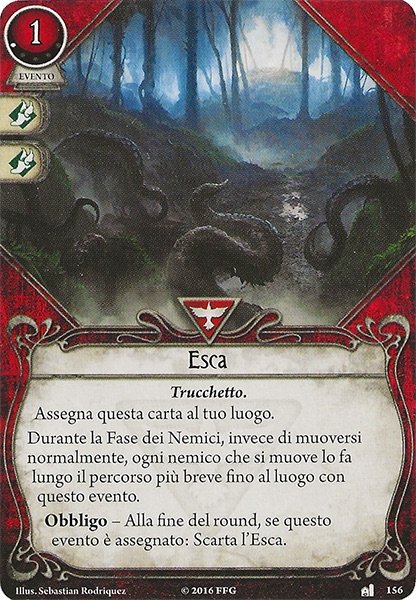 1
EVENTO
Esca
Trucchetto.
Assegna questa carta al tuo luogo.
Durante la Fase dei Nemici, invece di muoversi
normalmente, ogni nemico che si muove lo fa
lungo il percorso più breve fino al luogo con
questo evento.
Obbligo – Alla fine del round, se questo
evento è assegnato: Scarta l'Esca.
Illus. Sebastian Rodriquez
© 2016 FFG
156